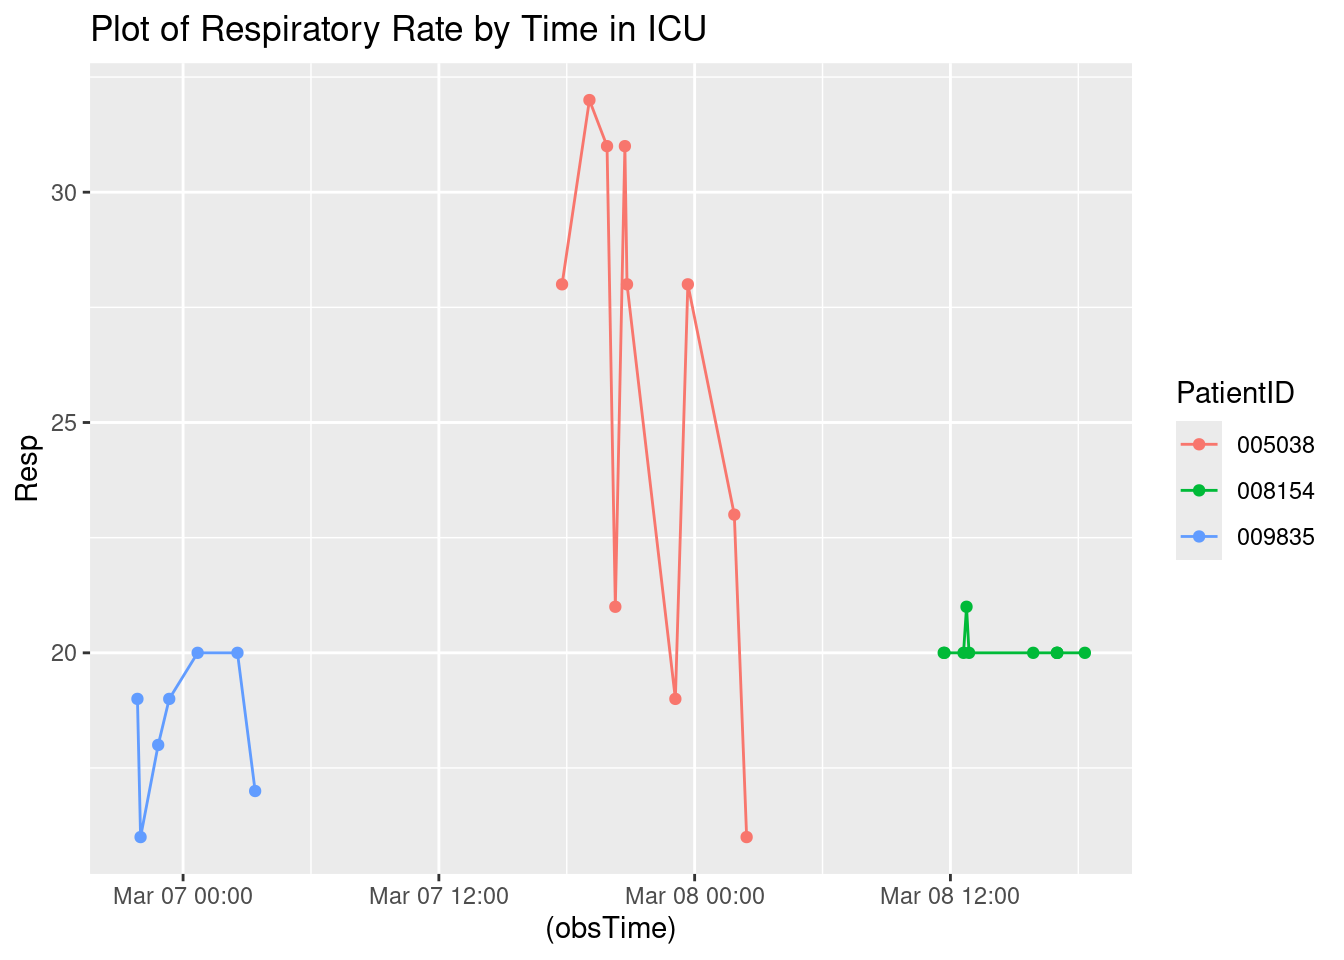 Plot of Respiratory Rate by Time in ICU
Resp
30
25
20
Mar 07 00:00
Mar 07 12:00
Mar 08 00:00
Mar 08 12:00
(obsTime)
PatientID
005038
008154
009835